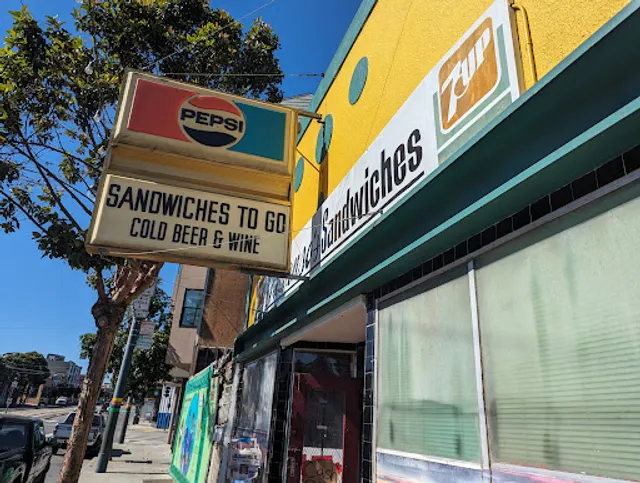 PEPSI
SANDWICHES TO GO
COLD BEER & WINE
Sandwiches
7up